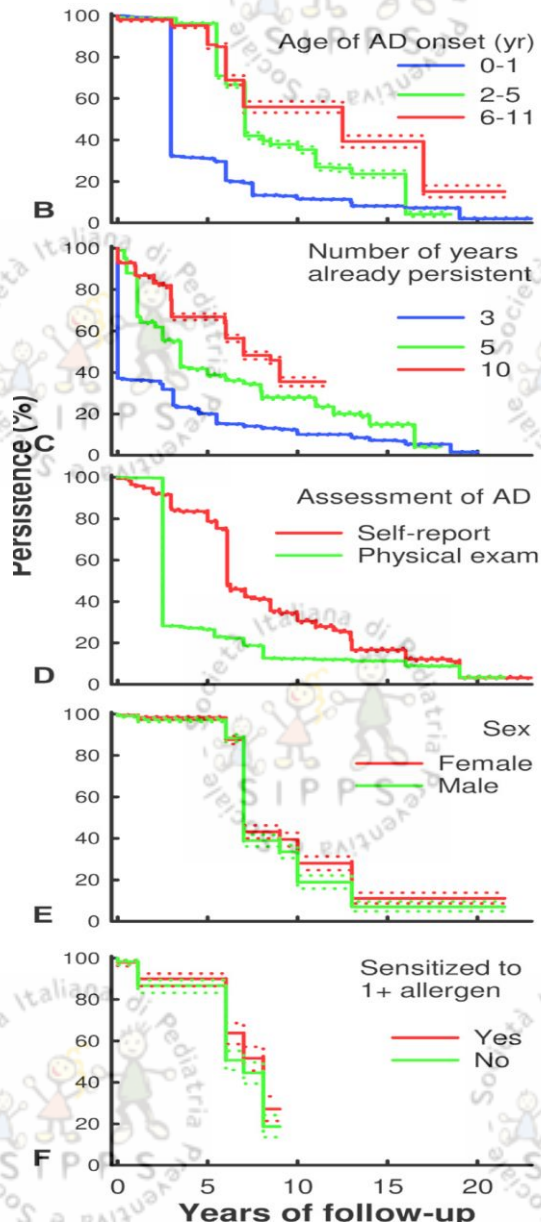 100
80
60
40
20
0
B
Age of AD onset (yr)
0-1
2-5
6-11
100
80
60
40
20
0
C
Number of years
already persistent
3
5
10
Persistence (%)
100
80
60
40
20
0
D
Assessment of AD
Self-report
Physical exam
100
80
60
40
20
0
E
Sex
Female
Male
100
80
60
40
20
0
F
Sensitized to
1+ allergen
Yes
No
0 5 10 15 20
Years of follow-up
Società Italiana di Pediatria Preventiva e Sociale
SIPPS